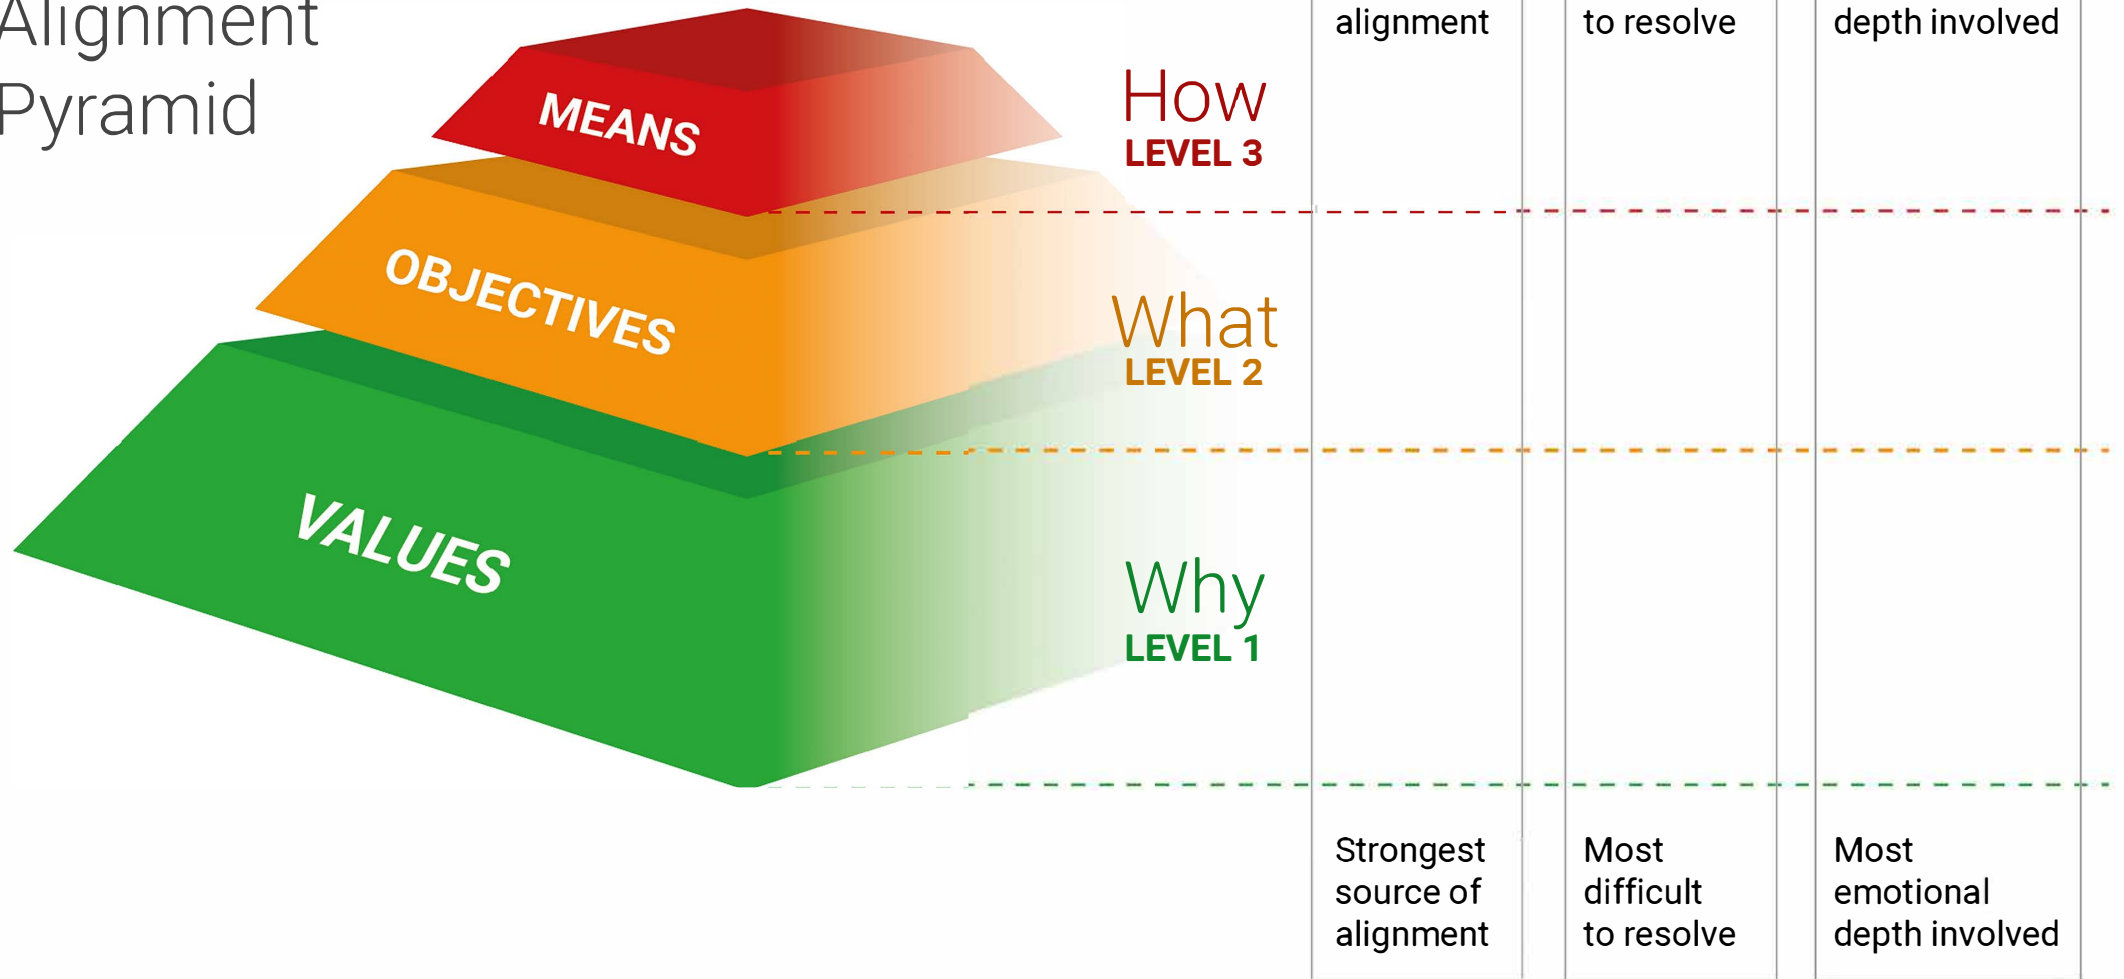 Alignment
Pyramid
alignment
to resolve
depth involved
MEANS
How
LEVEL 3
OBJECTIVES
What
LEVEL 2
VALUES
Why
LEVEL 1
Strongest
source of
alignment
Most
difficult
to resolve
Most
emotional
depth involved